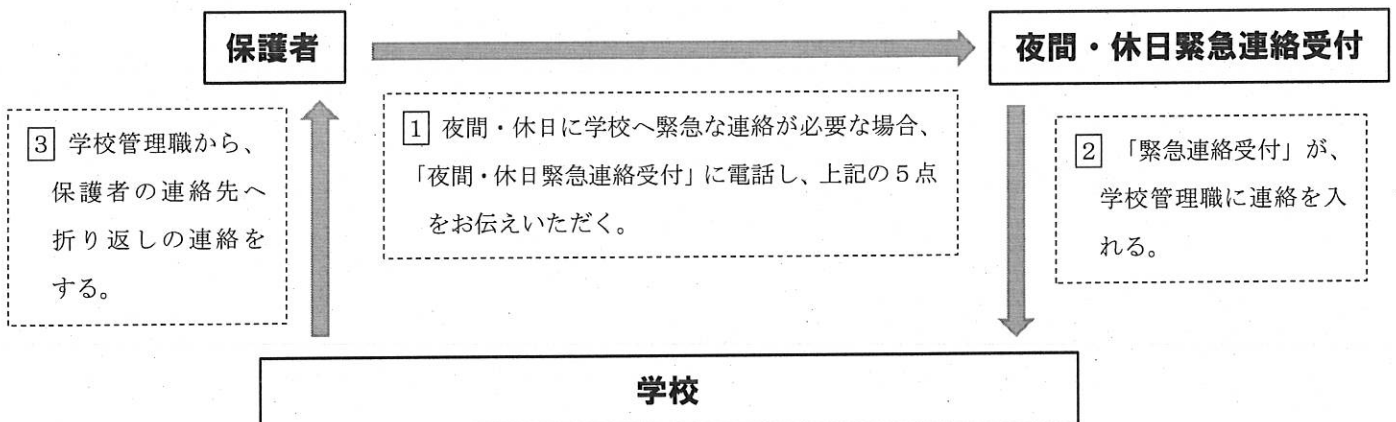 保護者
夜間・休日緊急連絡受付
1 夜間・休日に学校へ緊急な連絡が必要な場合、
「夜間・休日緊急連絡受付」に電話し、上記の５点
をお伝えいただく。
2 「緊急連絡受付」が、
学校管理職に連絡を入
れる。
3 学校管理職から、
保護者の連絡先へ
折り返しの連絡を
する。
学校